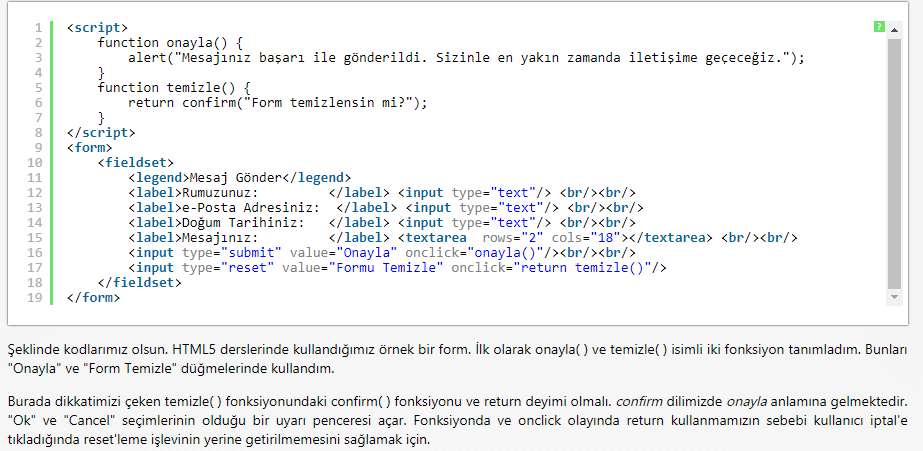 1 <script>
2     function onayla() {
3         alert("Mesajınız başarı ile gönderildi. Sizinle en yakın zamanda iletişime geçeceğiz.");
4     }
5     function temizle() {
6         return confirm("Form temizlensin mi?");
7     }
8 </script>
9 <form>
10     <fieldset>
11         <legend>Mesaj Gönder</legend>
12         <label>Rumuzunuz:         </label> <input type="text"/> <br/><br/>
13         <label>e-Posta Adresiniz:  </label> <input type="text"/> <br/><br/>
14         <label>Doğum Tarihiniz:   </label> <input type="text"/> <br/><br/>
15         <label>Mesajınız:         </label> <textarea  rows="2" cols="18"></textarea> <br/><br/>
16         <input type="submit" value="Onayla" onclick="onayla()"/><br/><br/>
17         <input type="reset" value="Formu Temizle" onclick="return temizle()"/>
18     </fieldset>
19 </form>
?
Şeklinde kodlarımız olsun. HTML5 derslerinde kullandığımız örnek bir form. İlk olarak onayla( ) ve temizle( ) isimli iki fonksiyon tanımladım. Bunları
"Onayla" ve "Form Temizle" düğmelerinde kullandım.
Burada dikkatimizi çeken temizle( ) fonksiyonundaki confirm( ) fonksiyonu ve return deyimi olmalı. confirm dilimizde onayla anlamına gelmektedir.
"Ok" ve "Cancel" seçimlerinin olduğu bir uyarı penceresi açar. Fonksiyonda ve onclick olayında return kullanmamızın sebebi kullanıcı iptal'e
tıkladığında reset'leme işlevinin yerine getirilmemesini sağlamak için.